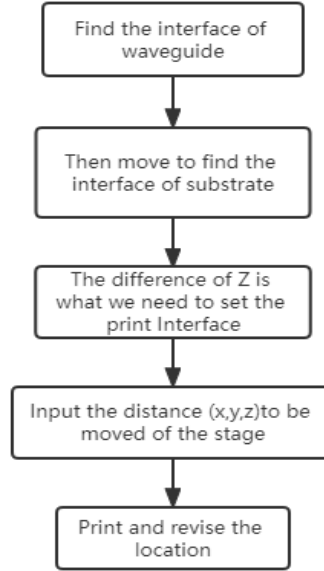 Find the interface of
waveguide
Then move to find the
interface of substrate
The difference of Z is
what we need to set the
print Interface
Input the distance (x,y,z)to be
moved of the stage
Print and revise the
location